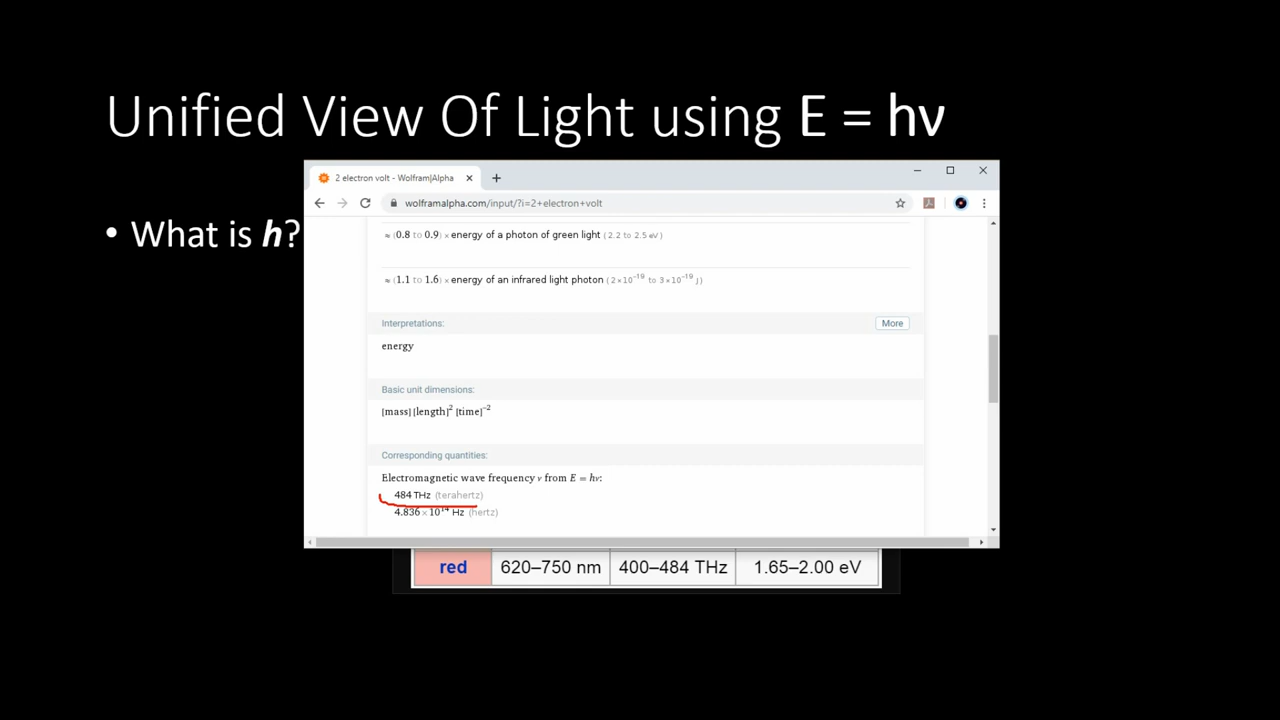 Unified View Of Light using E = hν
• What is h?
2 electron volt - Wolfram|Alpha
wolframalpha.com/input/?i=2+electron+volt
≈ (0.8 to 0.9) × energy of a photon of green light (2.2 to 2.5 eV)
≈ (1.1 to 1.6) × energy of an infrared light photon (2×10⁻¹⁹ to 3×10⁻¹⁹ J)
Interpretations: More
energy
Basic unit dimensions:
[mass] [length]² [time]⁻²
Corresponding quantities:
Electromagnetic wave frequency ν from E = hν:
484 THz (terahertz)
4.836×10¹⁴ Hz (hertz)
red 620–750 nm 400–484 THz 1.65–2.00 eV